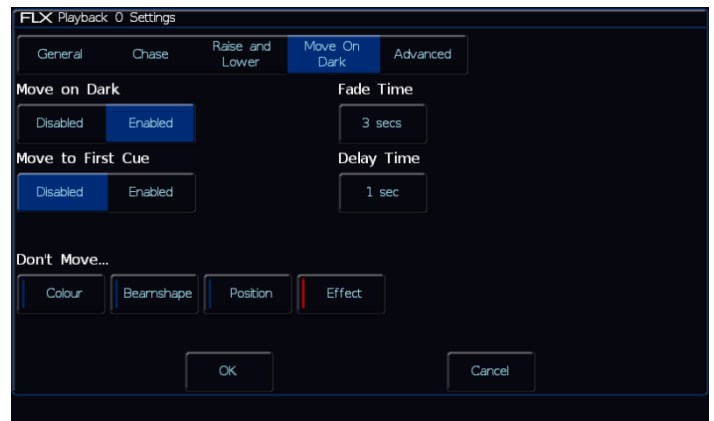 FLX Playback 0 Settings
General
Chase
Raise and
Lower
Move On
Dark
Advanced
Move on Dark
Fade Time
Disabled
Enabled
3 secs
Move to First Cue
Delay Time
Disabled
Enabled
1 sec
Don't Move...
Colour
Beamshape
Position
Effect
OK
Cancel